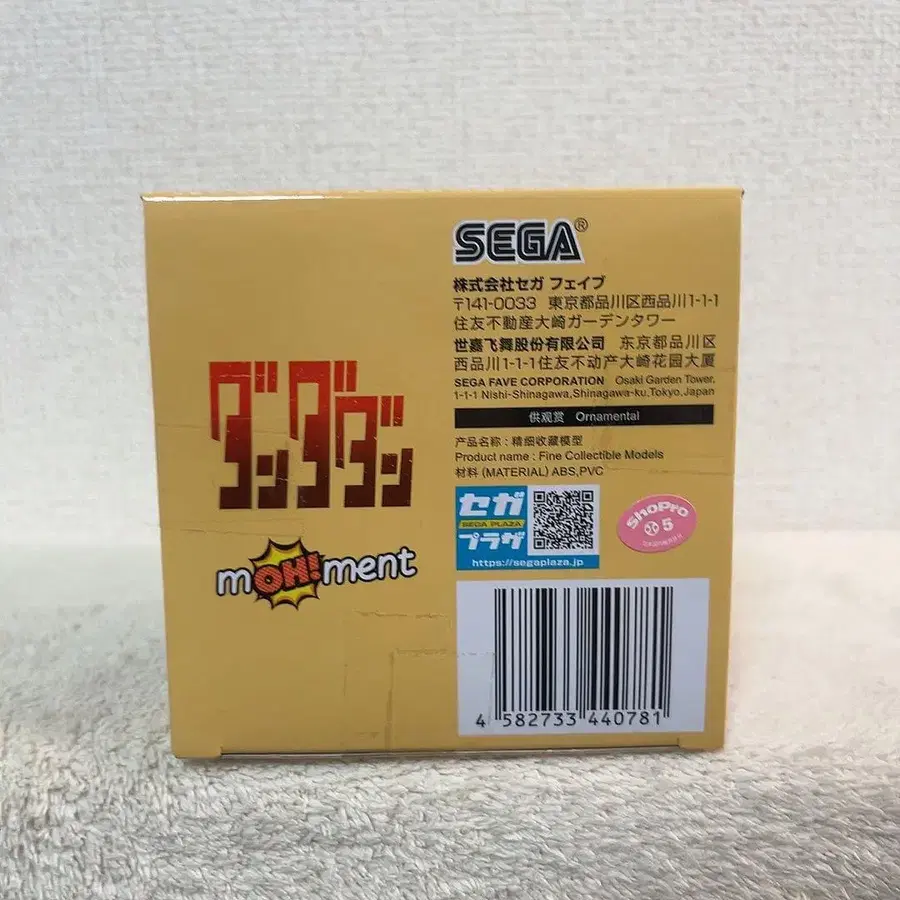 SEGA®
株式会社セガ フェイブ
〒141-0033 東京都品川区西品川1-1-1
住友不動産大崎ガーデンタワー
世嘉飞舞股份有限公司 东京都品川区
西品川1-1-1住友不动产大崎花园大厦
SEGA FAVE CORPORATION Osaki Garden Tower,
1-1-1 Nishi-Shinagawa,Shinagawa-ku,Tokyo,Japan
供观赏 Ornamental
产品名称：精细收藏模型
Product name : Fine Collectible Models
材料 (MATERIAL) ABS,PVC
ダンダダン
mOH!ment
セガ
SEGA PLAZA
プラザ
https://segaplaza.jp
ShoPro
小 5
4 582733 440781